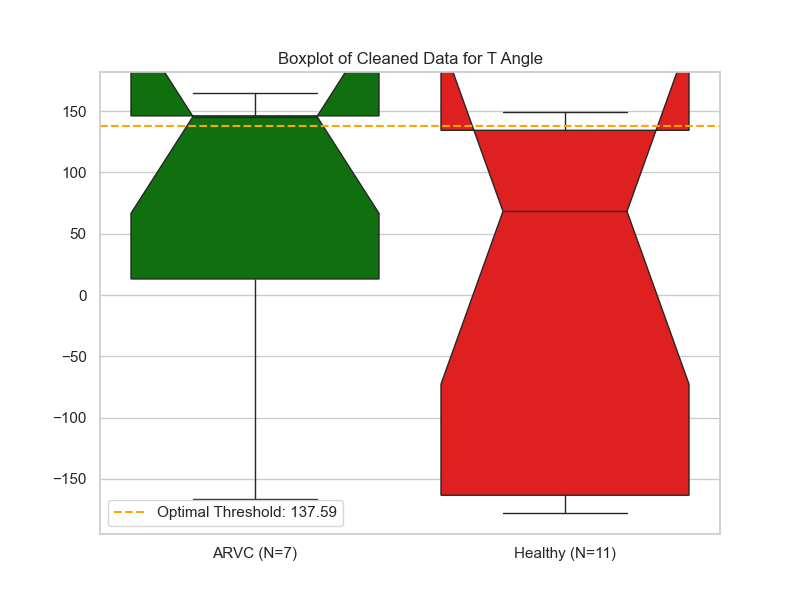 Boxplot of Cleaned Data for T Angle
150
100
50
0
−50
−100
−150
Optimal Threshold: 137.59
ARVC (N=7)
Healthy (N=11)